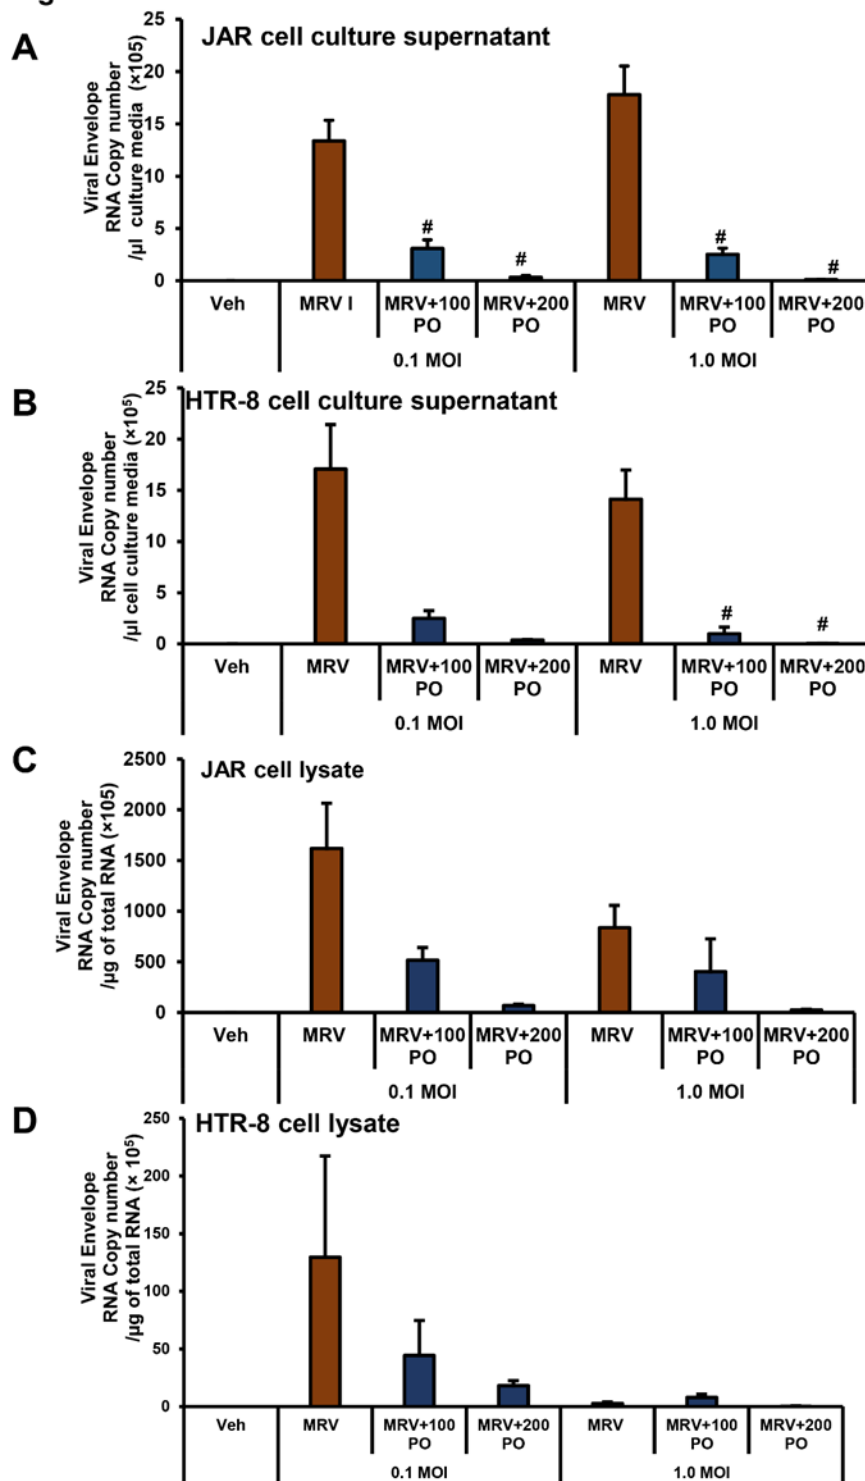 A
JAR cell culture supernatant
Viral Envelope
RNA Copy number
/µl culture media (×105)
25
20
15
10
5
0
#
#
#
#
Veh
MRV I
MRV+100
PO
MRV+200
PO
MRV
MRV+100
PO
MRV+200
PO
0.1 MOI
1.0 MOI
B
HTR-8 cell culture supernatant
Viral Envelope
RNA Copy number
/µl cell culture media (×10⁵)
25
20
15
10
5
0
#
#
Veh
MRV
MRV+100
PO
MRV+200
PO
MRV
MRV+100
PO
MRV+200
PO
0.1 MOI
1.0 MOI
C
JAR cell lysate
Viral Envelope
RNA Copy number
/µg of total RNA (×105)
2500
2000
1500
1000
500
0
Veh
MRV
MRV+100
PO
MRV+200
PO
MRV
MRV+100
PO
MRV+200
PO
0.1 MOI
1.0 MOI
D
HTR-8 cell lysate
Viral Envelope
RNA Copy number
/µg of total RNA (× 10⁵)
250
200
150
100
50
0
Veh
MRV
MRV+100
PO
MRV+200
PO
MRV
MRV+100
PO
MRV+200
PO
0.1 MOI
1.0 MOI